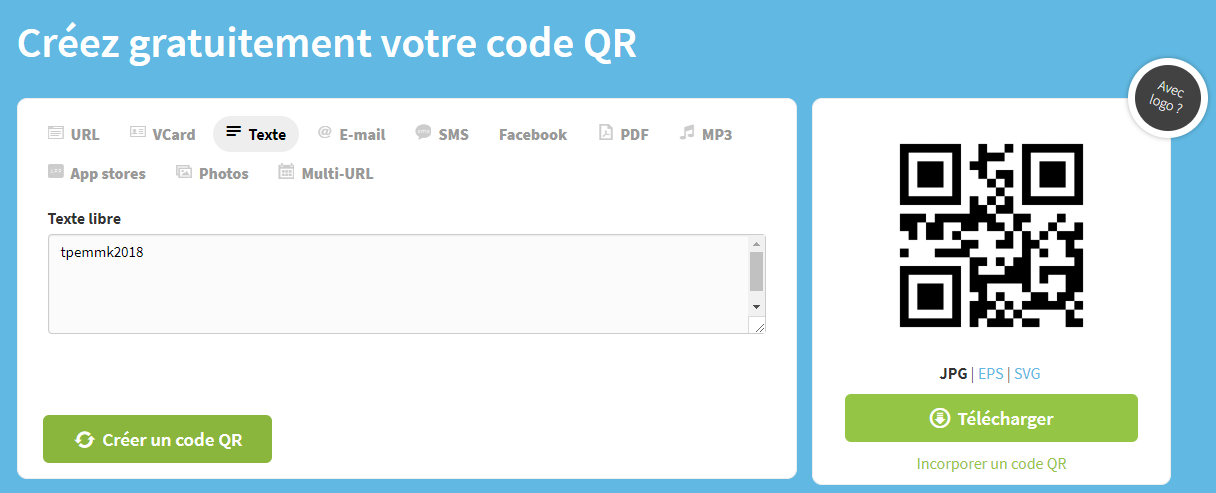 Créez gratuitement votre code QR
Avec
logo ?
URL VCard Texte E-mail SMS Facebook PDF MP3
App stores Photos Multi-URL
Texte libre
tpemmk2018
JPG | EPS | SVG
Télécharger
Créer un code QR
Incorporer un code QR